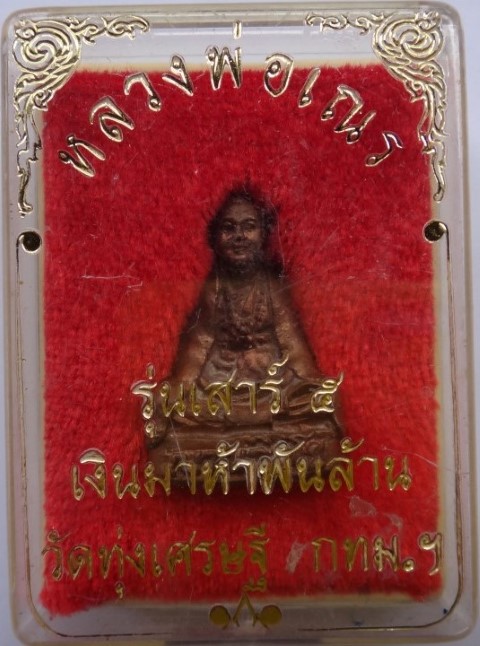 หลวงพ่อเณร
รุ่นเสาร์ ๕
เงินมาห้าพันล้าน
วัดทุ่งเศรษฐี กทม.ฯ